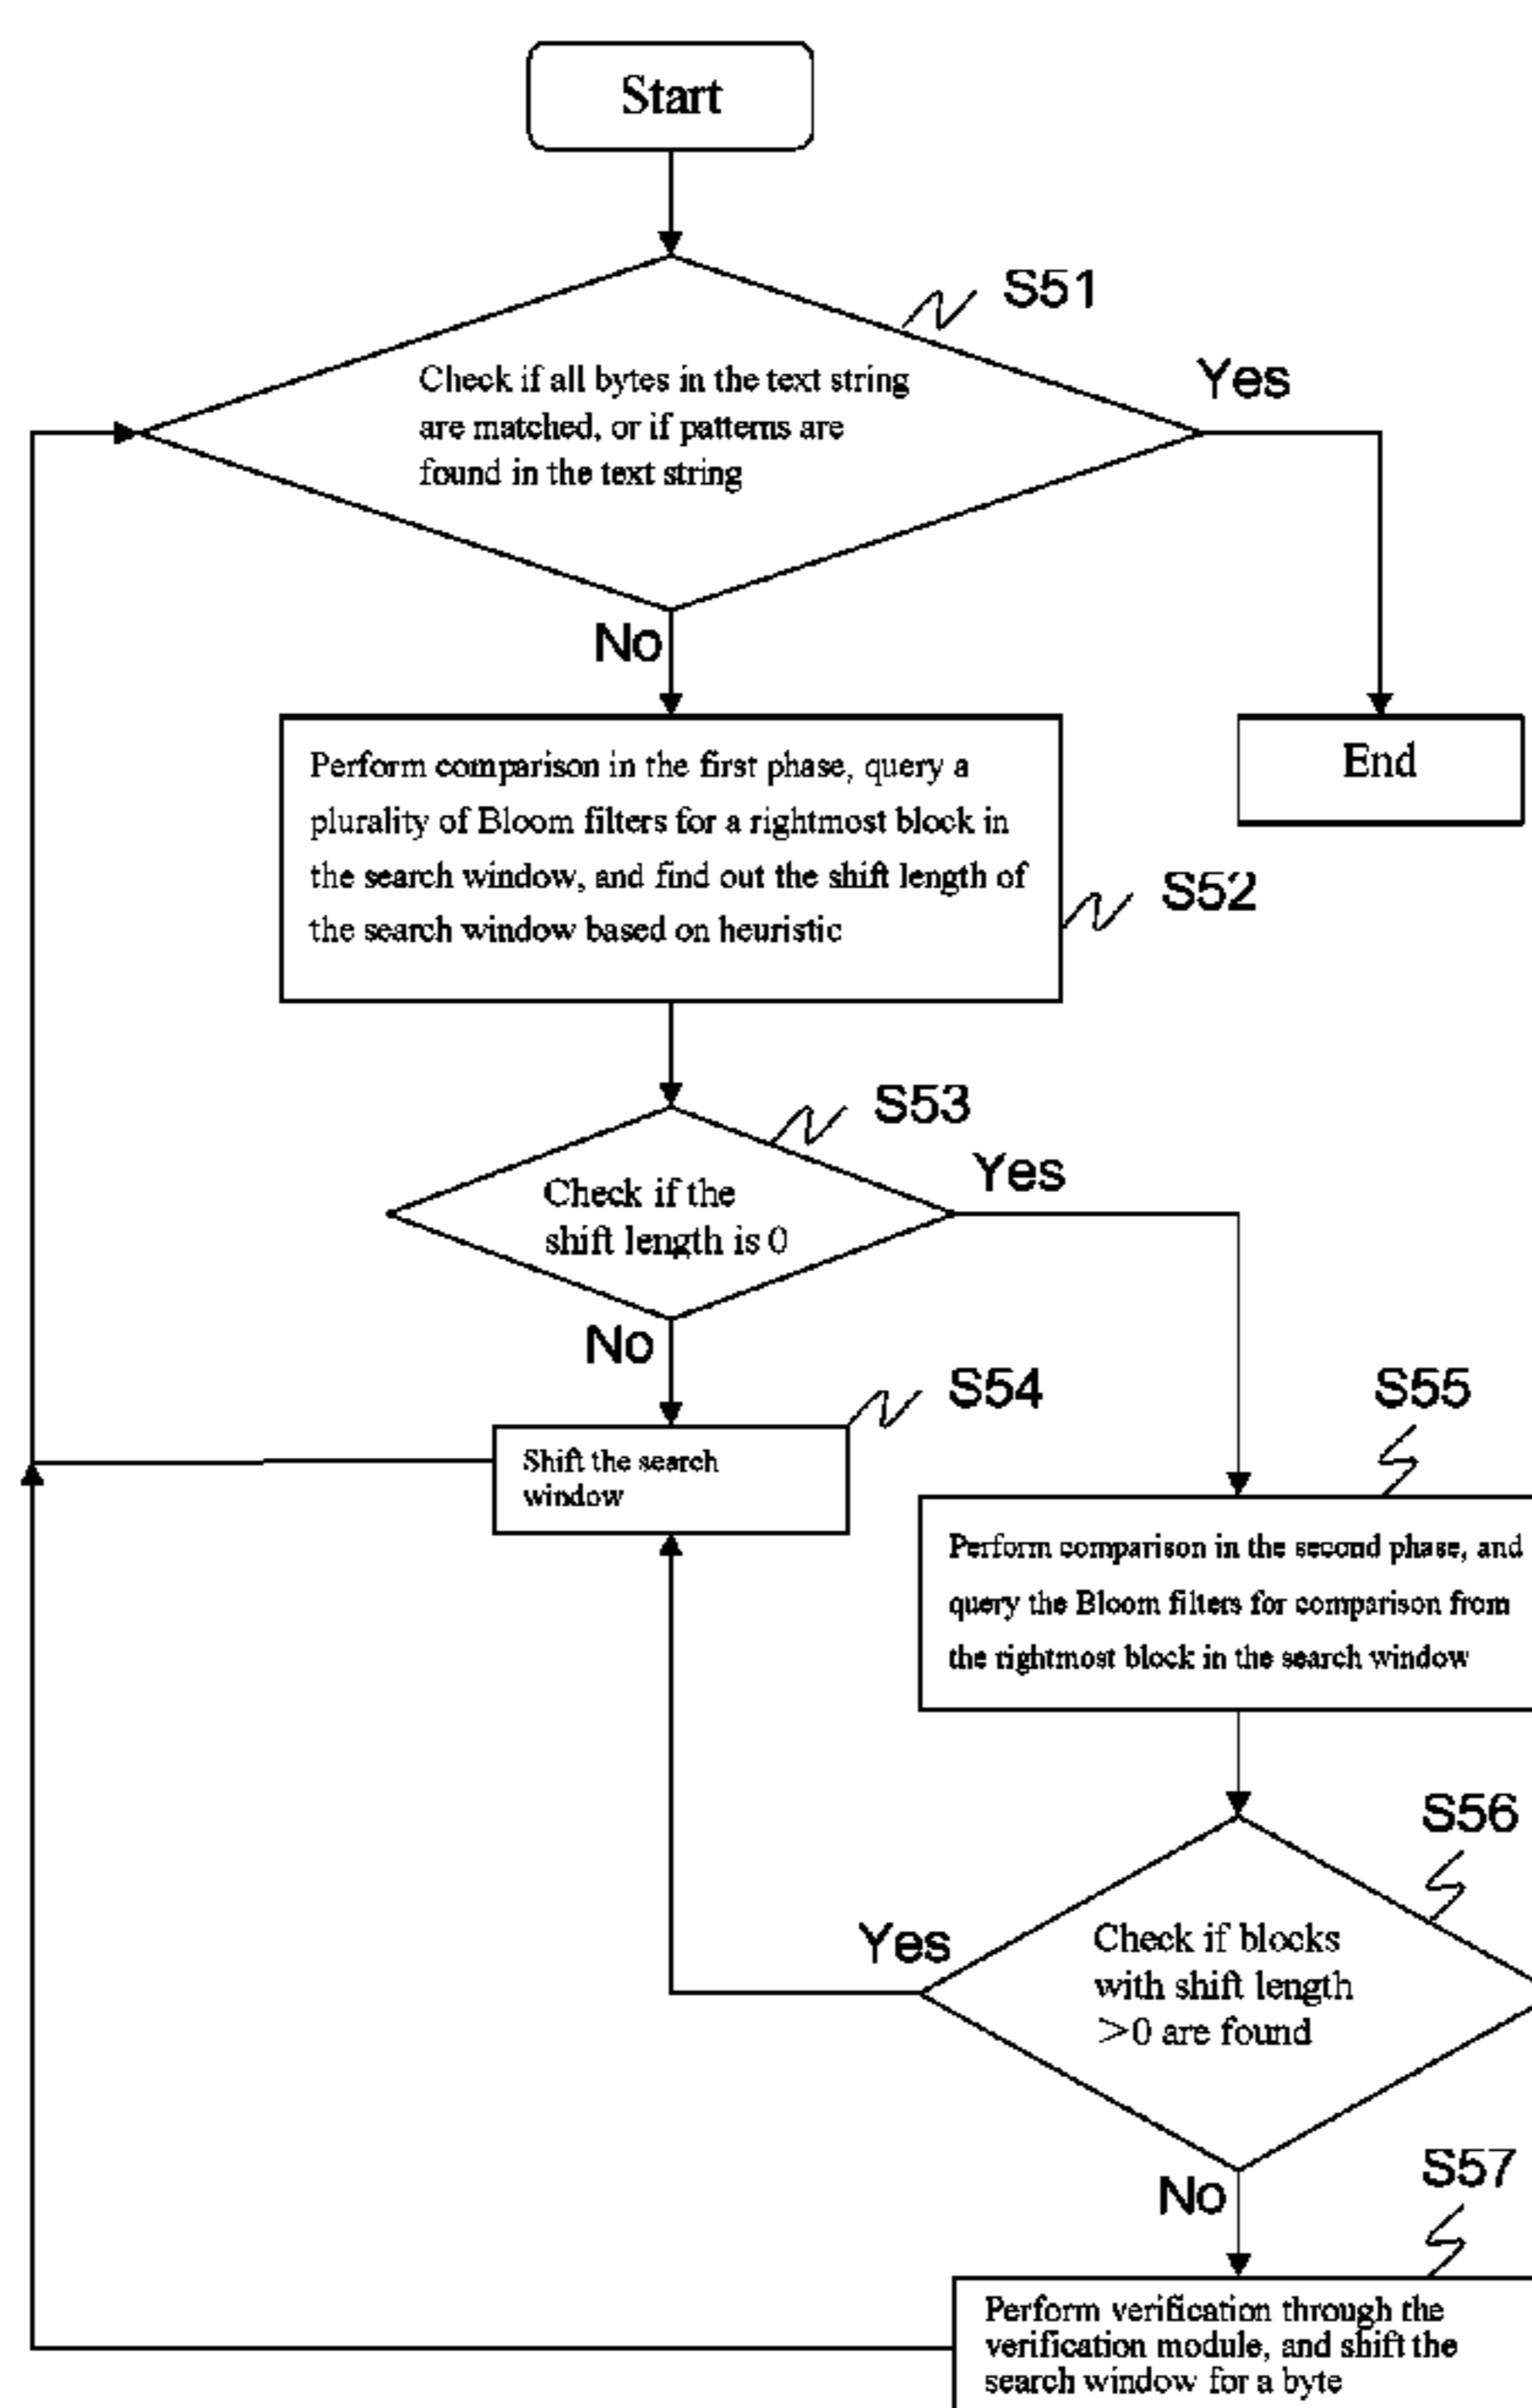 Start
S51
Check if all bytes in the text string
are matched, or if patterns are
found in the text string
Yes
No
Perform comparison in the first phase, query a
plurality of Bloom filters for a rightmost block in
the search window, and find out the shift length of
the search window based on heuristic
End
S52
S53
Check if the
shift length is 0
Yes
No
S54
Shift the search
window
S55
Perform comparison in the second phase, and
query the Bloom filters for comparison from
the rightmost block in the search window
S56
Yes
Check if blocks
with shift length
>0 are found
No
S57
Perform verification through the
verification module, and shift the
search window for a byte